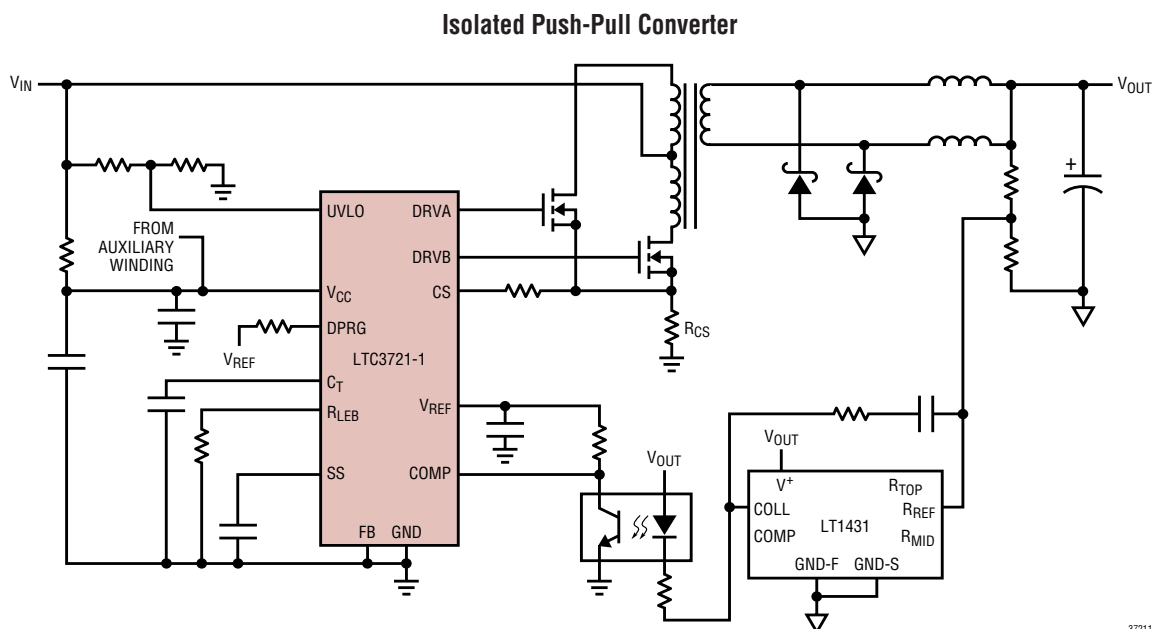 Isolated Push-Pull Converter
VIN
VOUT
UVLO
DRVA
FROM
AUXILIARY
WINDING
DRVB
VCC
CS
RCS
DPRG
VREF
LTC3721-1
CT
RLEB
VREF
SS
COMP
VOUT
VOUT
V+
RTOP
COLL
RREF
LT1431
COMP
RMID
FB
GND
GND-F
GND-S
+